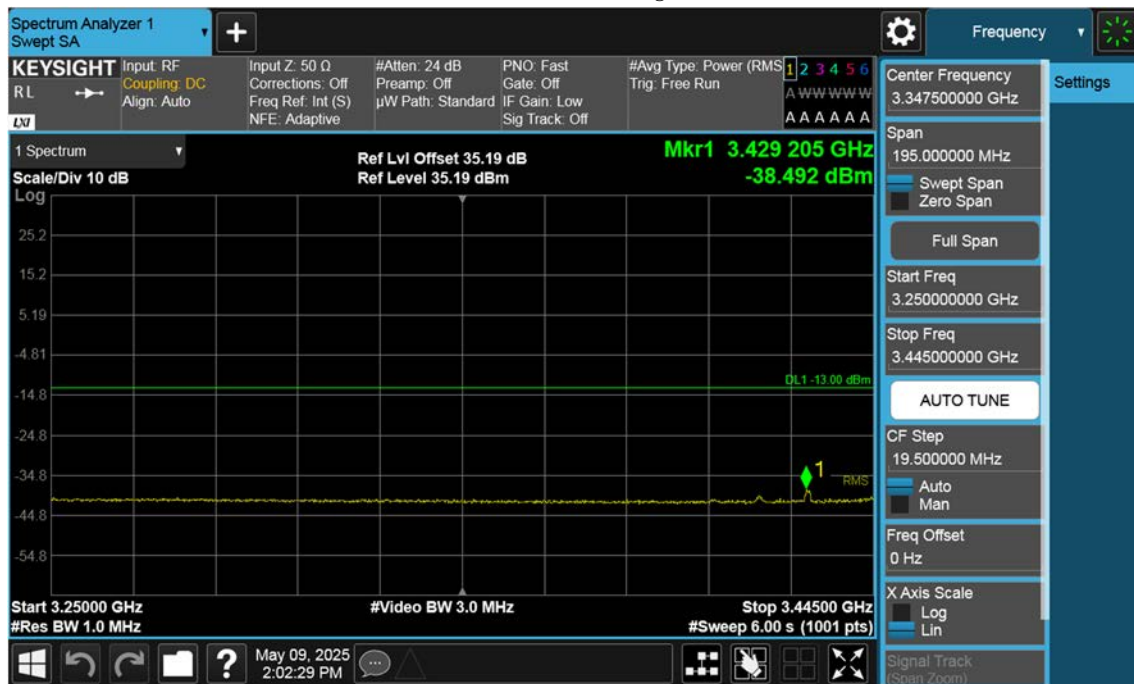 Spectrum Analyzer 1
Swept SA
Frequency
KEYSIGHT
RL
LXI
Input: RF
Coupling: DC
Align: Auto
Input Z: 50 Ω
Corrections: Off
Freq Ref: Int (S)
NFE: Adaptive
#Atten: 24 dB
Preamp: Off
µW Path: Standard
PNO: Fast
Gate: Off
IF Gain: Low
Sig Track: Off
#Avg Type: Power (RMS
Trig: Free Run
1 2 3 4 5 6
A W W W W W
A A A A A A
1 Spectrum
Scale/Div 10 dB
Log
Ref Lvl Offset 35.19 dB
Ref Level 35.19 dBm
Mkr1 3.429 205 GHz
-38.492 dBm
25.2
15.2
5.19
-4.81
-14.8
-24.8
-34.8
-44.8
-54.8
DL1 -13.00 dBm
1
RMS
Start 3.25000 GHz
#Res BW 1.0 MHz
#Video BW 3.0 MHz
Stop 3.44500 GHz
#Sweep 6.00 s (1001 pts)
?
May 09, 2025
2:02:29 PM
Center Frequency
3.347500000 GHz
Settings
Span
195.000000 MHz
Swept Span
Zero Span
Full Span
Start Freq
3.250000000 GHz
Stop Freq
3.445000000 GHz
AUTO TUNE
CF Step
19.500000 MHz
Auto
Man
Freq Offset
0 Hz
X Axis Scale
Log
Lin
Signal Track
(Span Zoom)